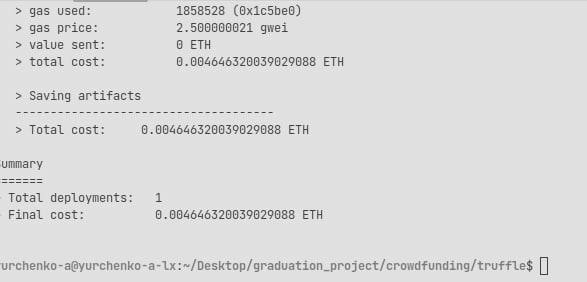 > gas used:            1858528 (0x1c5be0)
> gas price:           2.500000021 gwei
> value sent:          0 ETH
> total cost:          0.004646320039029088 ETH
> Saving artifacts
-------------------------------------
> Total cost:     0.004646320039029088 ETH
ummary
=======
Total deployments:   1
Final cost:          0.004646320039029088 ETH
yurchenko-a@yurchenko-a-lx:~/Desktop/graduation_project/crowdfunding/truffle$